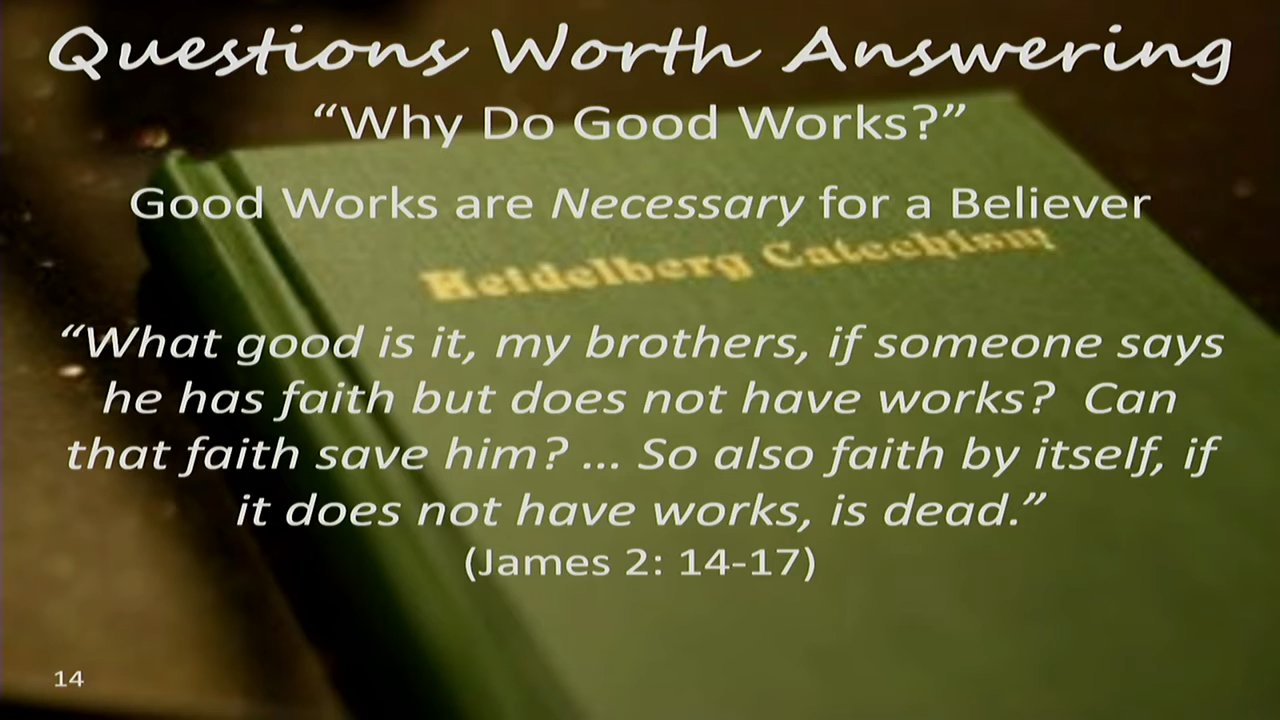 Questions Worth Answering
“Why Do Good Works?”
Good Works are Necessary for a Believer
Heidelberg Catechism
“What good is it, my brothers, if someone says
he has faith but does not have works?  Can
that faith save him? ... So also faith by itself, if
it does not have works, is dead.”
(James 2: 14-17)
14